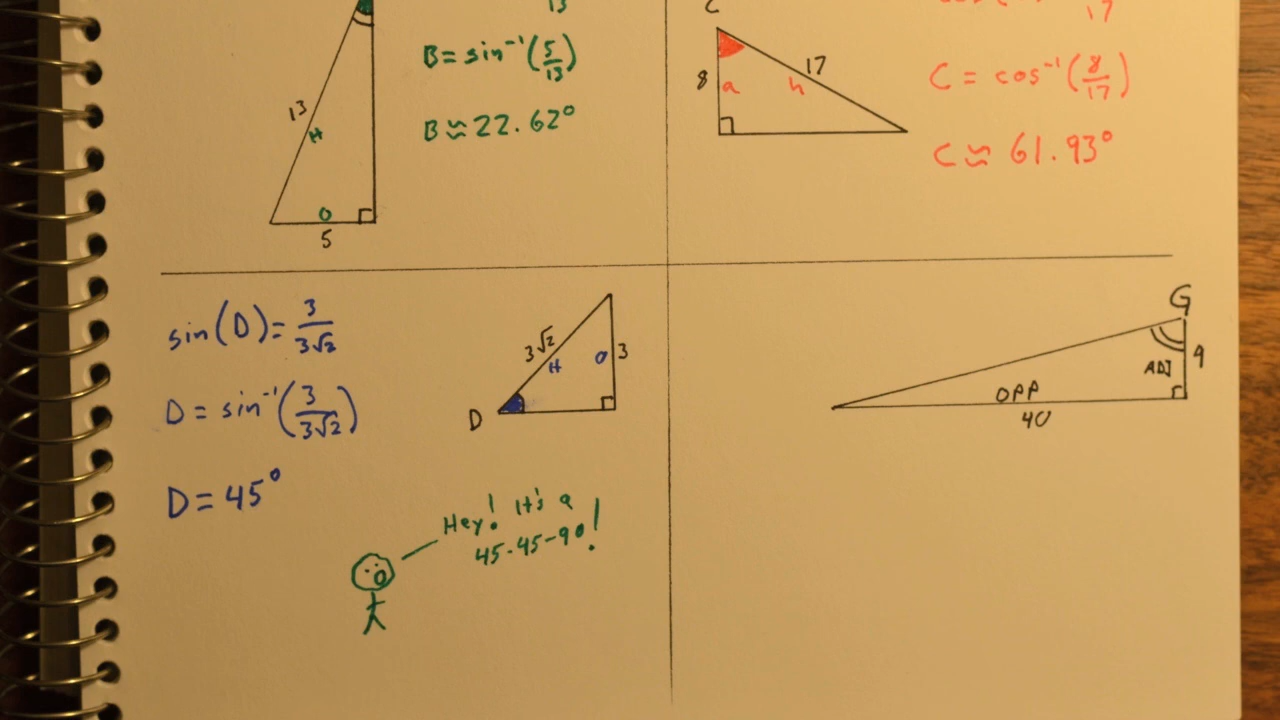 13
B = sin⁻¹(5/13)
B ≈ 22.62°
13
H
O
5
C
17
8
a
h
17
C = cos⁻¹(8/17)
C ≈ 61.93°
sin(D) = 3/3√2
D = sin⁻¹(3/3√2)
D = 45°
3√2
H
O
3
D
Hey! It's a
45-45-90!
G
9
ADJ
OPP
40